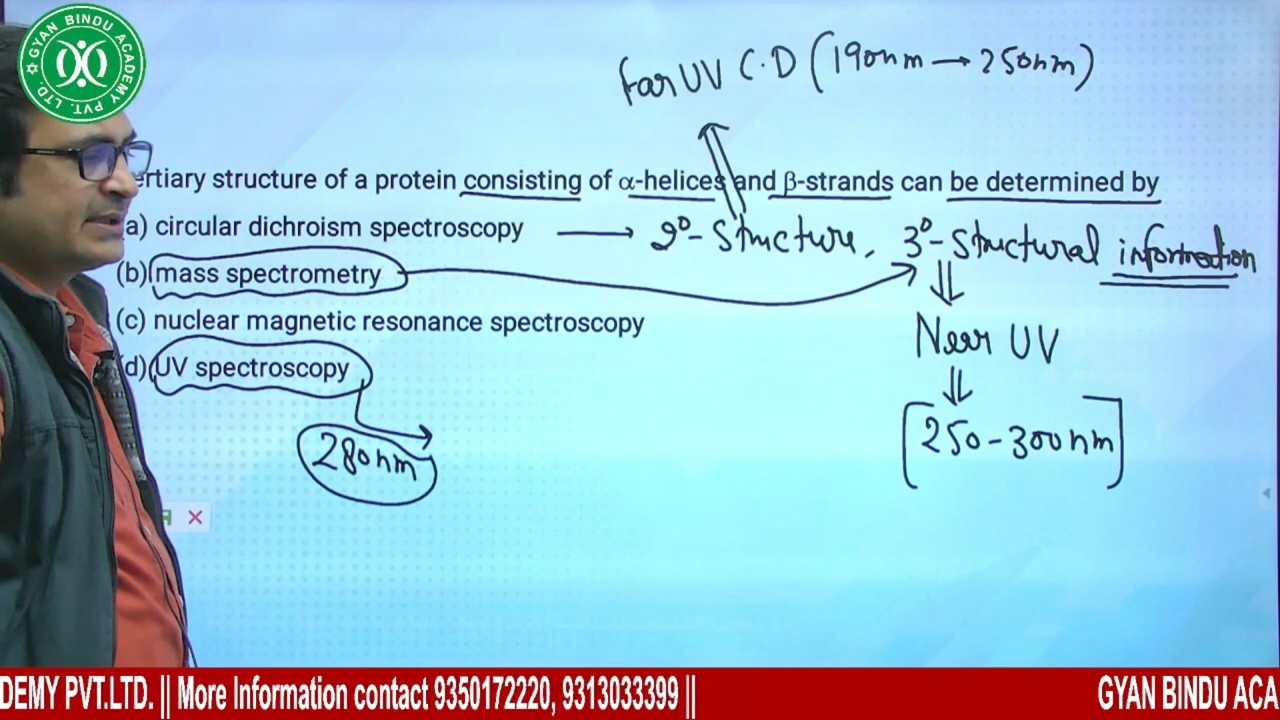 GYAN BINDU ACADEMY PVT. LTD.
Far UV C.D (190nm → 250nm)
ertiary structure of a protein consisting of α-helices and β-strands can be determined by
(a) circular dichroism spectroscopy → 2°-Structure, 3°-Structural information
(b) mass spectrometry
(c) nuclear magnetic resonance spectroscopy
Near UV
(d) UV spectroscopy
[250-300nm]
280nm
DEMY PVT.LTD. || More Information contact 9350172220, 9313033399 ||
GYAN BINDU ACA